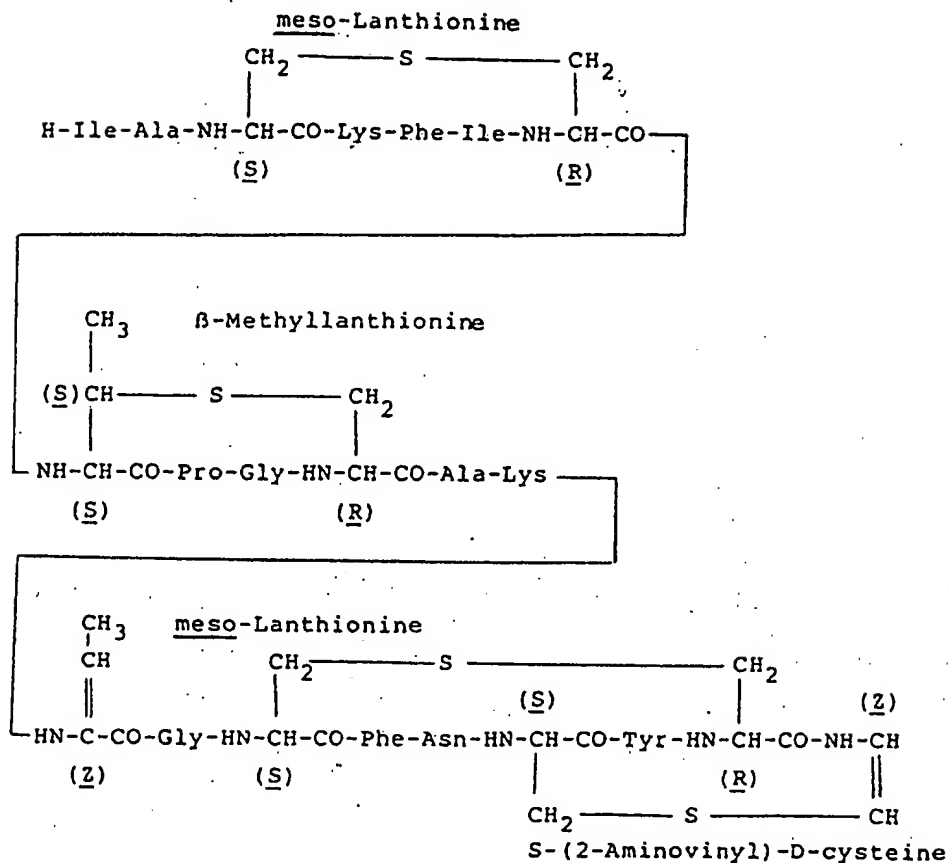 meso-Lanthionine
CH2 S CH2
H-Ile-Ala-NH-CH-CO-Lys-Phe-Ile-NH-CH-CO
(S) (R)
CH3 β-Methyllanthionine
(S) CH S CH2
NH-CH-CO-Pro-Gly-HN-CH-CO-Ala-Lys
(S) (R)
CH3 meso-Lanthionine
CH CH2 S CH2
(S) (Z)
HN-C-CO-Gly-HN-CH-CO-Phe-Asn-HN-CH-CO-Tyr-HN-CH-CO-NH-CH
(Z) (S) (R)
CH2 S CH
S-(2-Aminovinyl)-D-cysteine